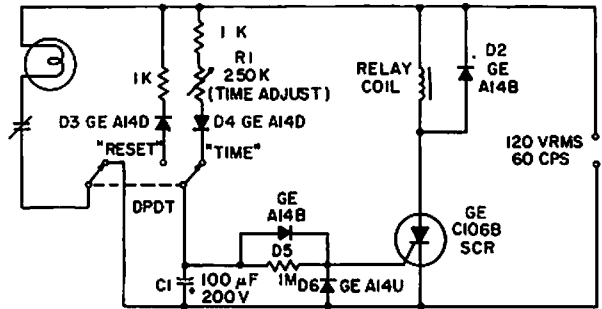 1 K
R1
250K
(TIME ADJUST)
1K
D3 GE A14D
D4 GE A14D
"RESET"
"TIME"
DPDT
RELAY
COIL
D2
GE
A14B
120 VRMS
60 CPS
GE
A14B
D5
1M
GE
C106B
SCR
C1
+
100 µF
200V
D6
GE A14U